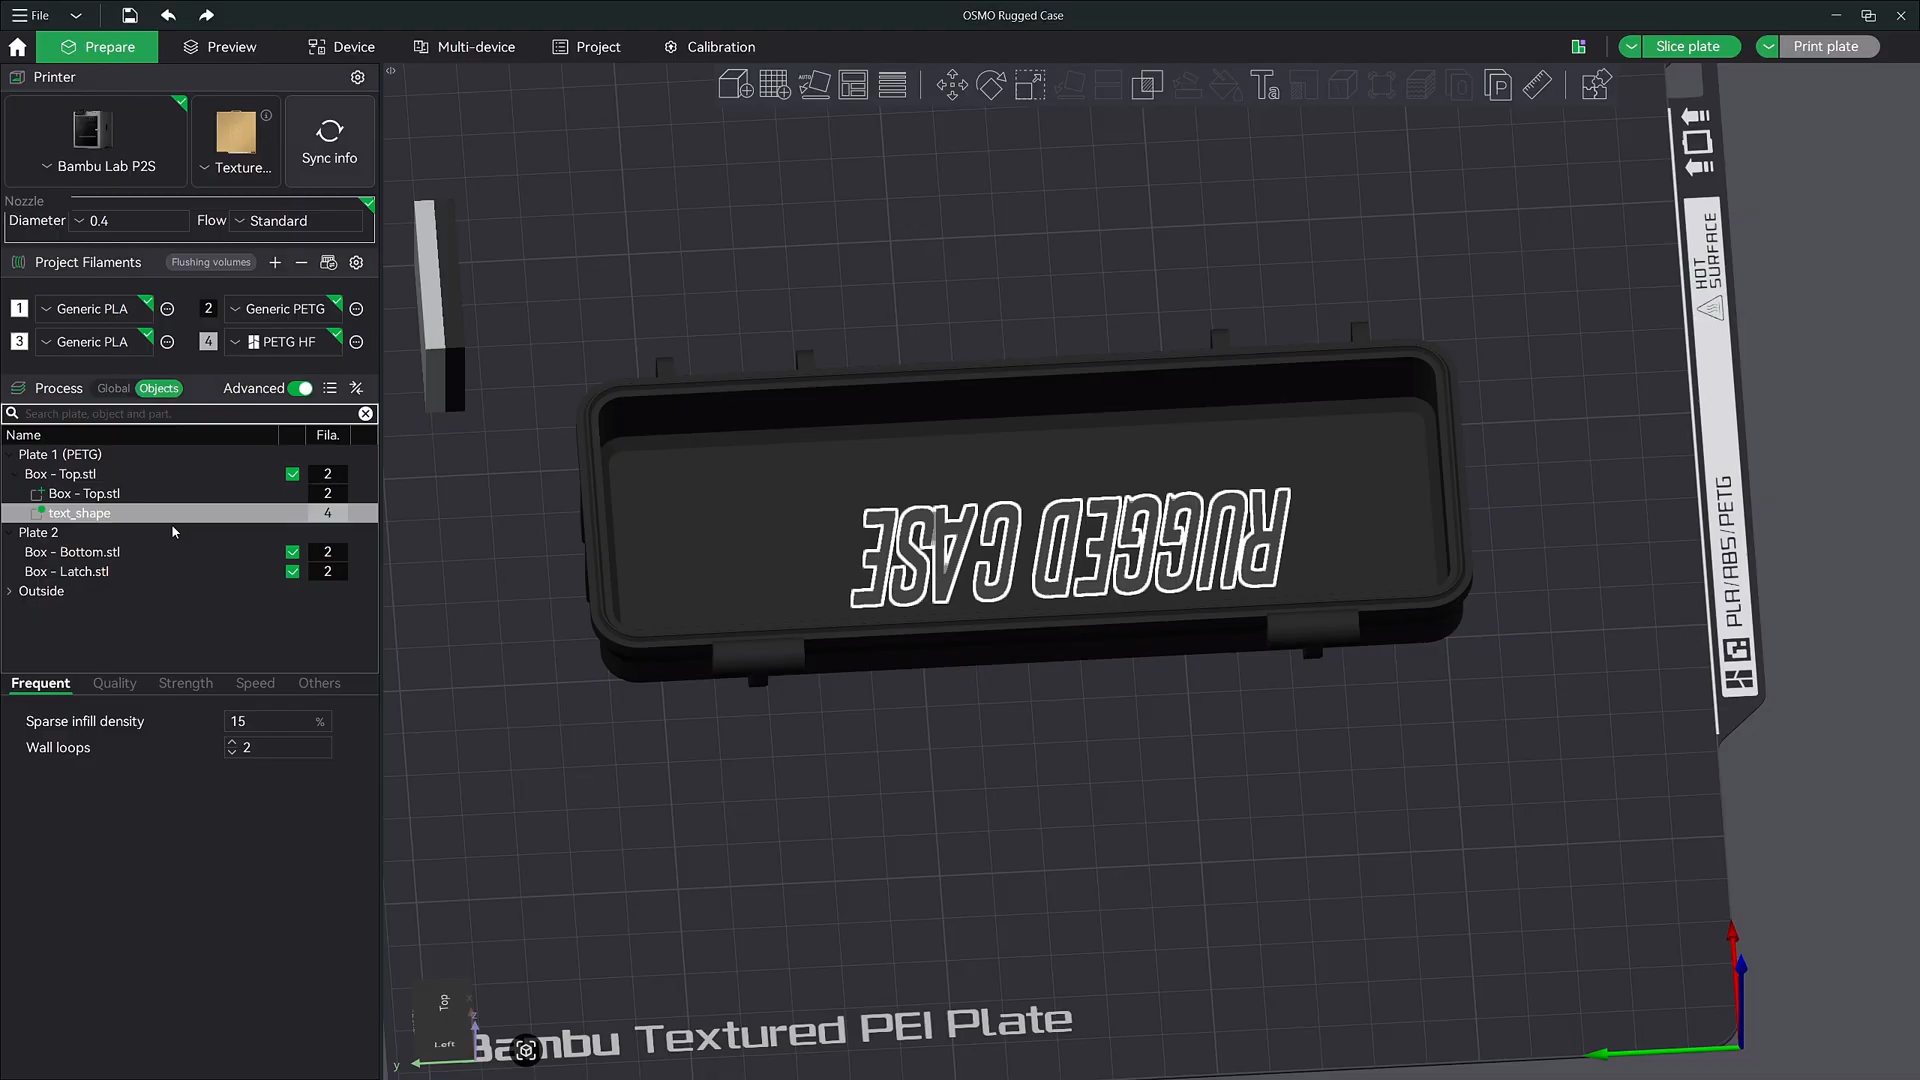 File
OSMO Rugged Case
Prepare
Preview
Device
Multi-device
Project
Calibration
Slice plate
Print plate
Printer
Bambu Lab P2S
Texture...
Sync info
Nozzle
Diameter
0.4
Flow
Standard
Project Filaments
Flushing volumes
1
Generic PLA
2
Generic PETG
3
Generic PLA
4
PETG HF
Process
Global
Objects
Advanced
Search plate, object and part.
Name
Fila.
Plate 1 (PETG)
Box - Top.stl
2
Box - Top.stl
2
text_shape
4
Plate 2
Box - Bottom.stl
2
Box - Latch.stl
2
Outside
Frequent
Quality
Strength
Speed
Others
Sparse infill density
15
%
Wall loops
2
AUTO
Ta
RUGGED CASE
HOT
SURFACE
PLA/ABS/PETG
Bambu Textured PEI Plate
Top
Left
x
z
y